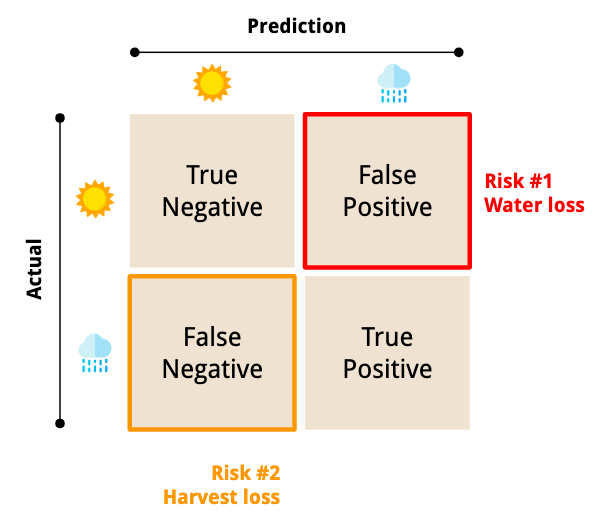 Prediction
True
Negative
False
Positive
Risk #1
Water loss
Actual
False
Negative
True
Positive
Risk #2
Harvest loss